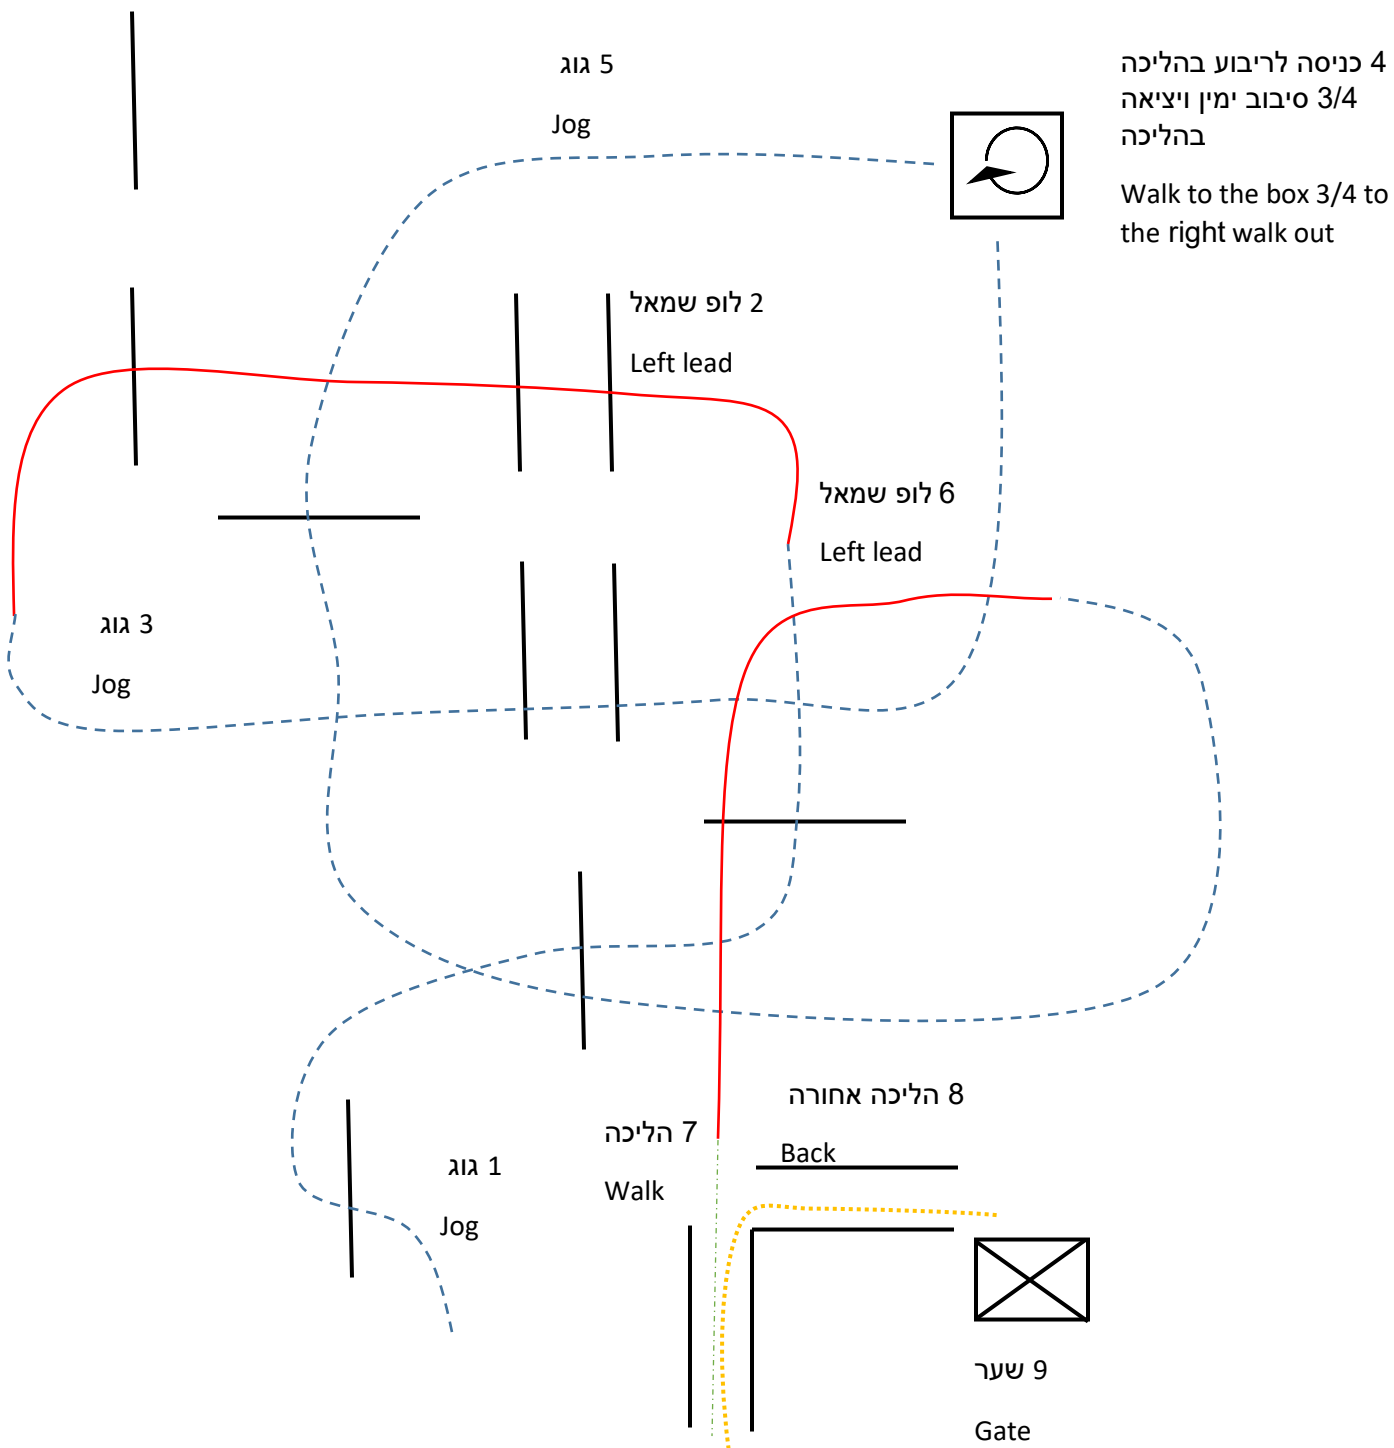 5 גוג
Jog
4 כניסה לריבוע בהליכה
3/4 סיבוב ימין ויציאה
בהליכה
Walk to the box 3/4 to
the right walk out
2 לופ שמאל
Left lead
6 לופ שמאל
Left lead
3 גוג
Jog
8 הליכה אחורה
Back
7 הליכה
Walk
1 גוג
Jog
9 שער
Gate